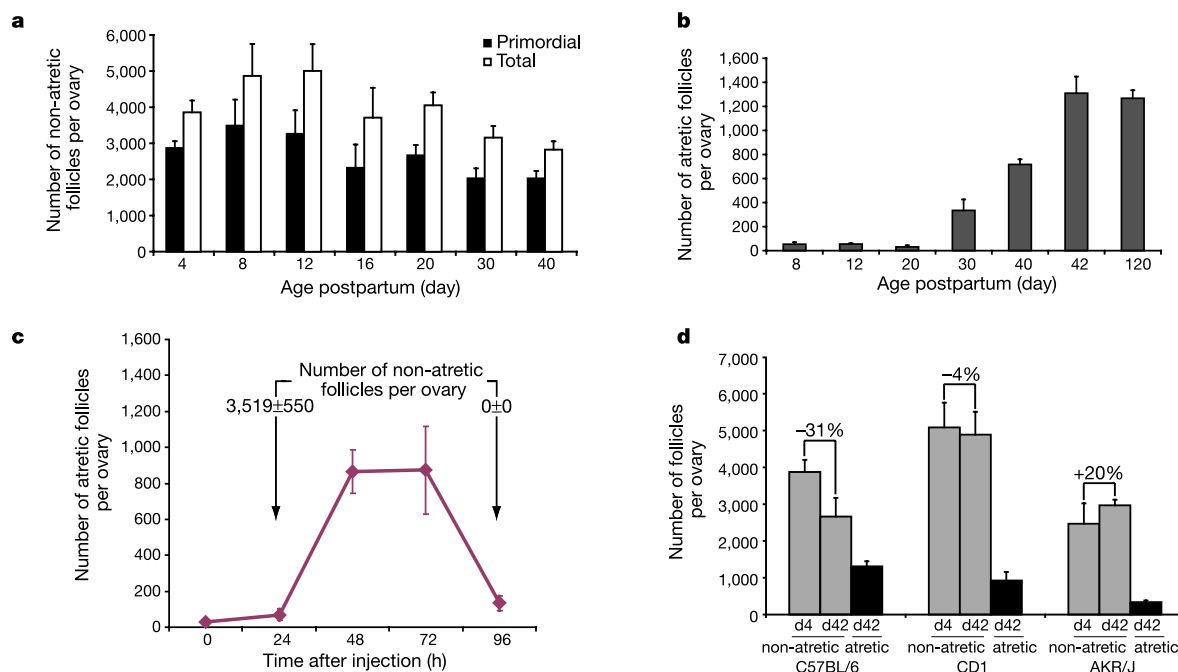 a
Number of non-atretic
follicles per ovary
Primordial
Total
6,000
5,000
4,000
3,000
2,000
1,000
0
4 8 12 16 20 30 40
Age postpartum (day)
b
Number of atretic follicles
per ovary
1,600
1,400
1,200
1,000
800
600
400
200
0
8 12 20 30 40 42 120
Age postpartum (day)
c
Number of atretic follicles
per ovary
1,600
1,400
1,200
1,000
800
600
400
200
0
Number of non-atretic
follicles per ovary
3,519±550 0±0
0 24 48 72 96
Time after injection (h)
d
Number of follicles
per ovary
7,000
6,000
5,000
4,000
3,000
2,000
1,000
0
–31%
–4%
+20%
d4 d42 d42 d4 d42 d42 d4 d42 d42
non-atretic atretic non-atretic atretic non-atretic atretic
C57BL/6 CD1 AKR/J